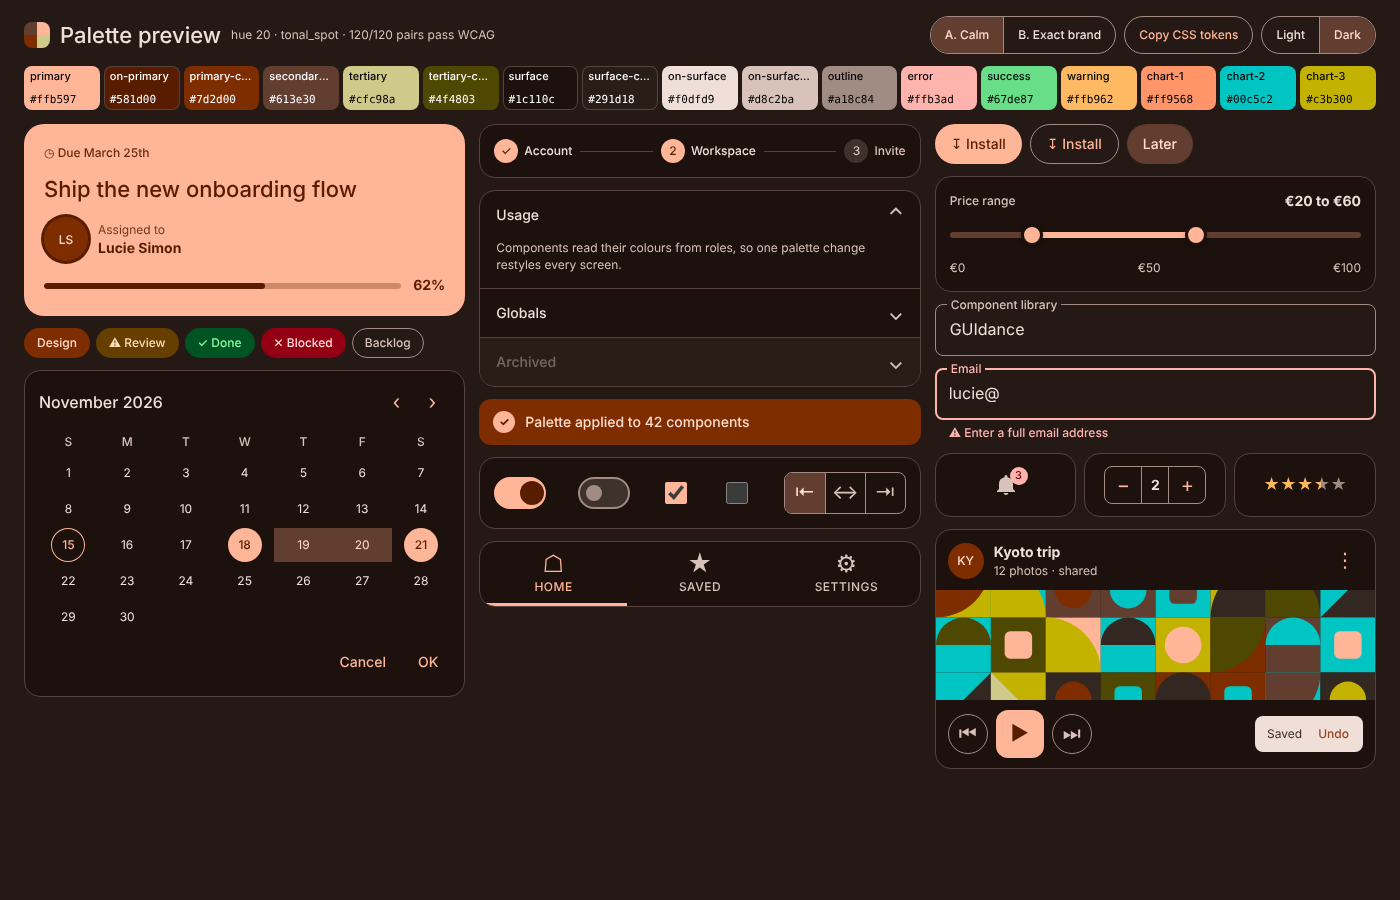 Palette preview
hue 20 · tonal_spot · 120/120 pairs pass WCAG
A. Calm
B. Exact brand
Copy CSS tokens
Light
Dark
primary
#ffb597
on-primary
#581d00
primary-c...
#7d2d00
secondar...
#613e30
tertiary
#cfc98a
tertiary-c...
#4f4803
surface
#1c110c
surface-c...
#291d18
on-surface
#f0dfd9
on-surfac...
#d8c2ba
outline
#a18c84
error
#ffb3ad
success
#67de87
warning
#ffb962
chart-1
#ff9568
chart-2
#00c5c2
chart-3
#c3b300
Due March 25th
Ship the new onboarding flow
LS
Assigned to
Lucie Simon
62%
Design
Review
Done
Blocked
Backlog
November 2026
S M T W T F S
1 2 3 4 5 6 7
8 9 10 11 12 13 14
15 16 17 18 19 20 21
22 23 24 25 26 27 28
29 30
Cancel
OK
Account
2 Workspace
3 Invite
Usage
Components read their colours from roles, so one palette change
restyles every screen.
Globals
Archived
Palette applied to 42 components
HOME
SAVED
SETTINGS
Install
Install
Later
Price range
€20 to €60
€0
€50
€100
Component library
GUIdance
Email
lucie@
Enter a full email address
3
2
KY
Kyoto trip
12 photos · shared
Saved
Undo